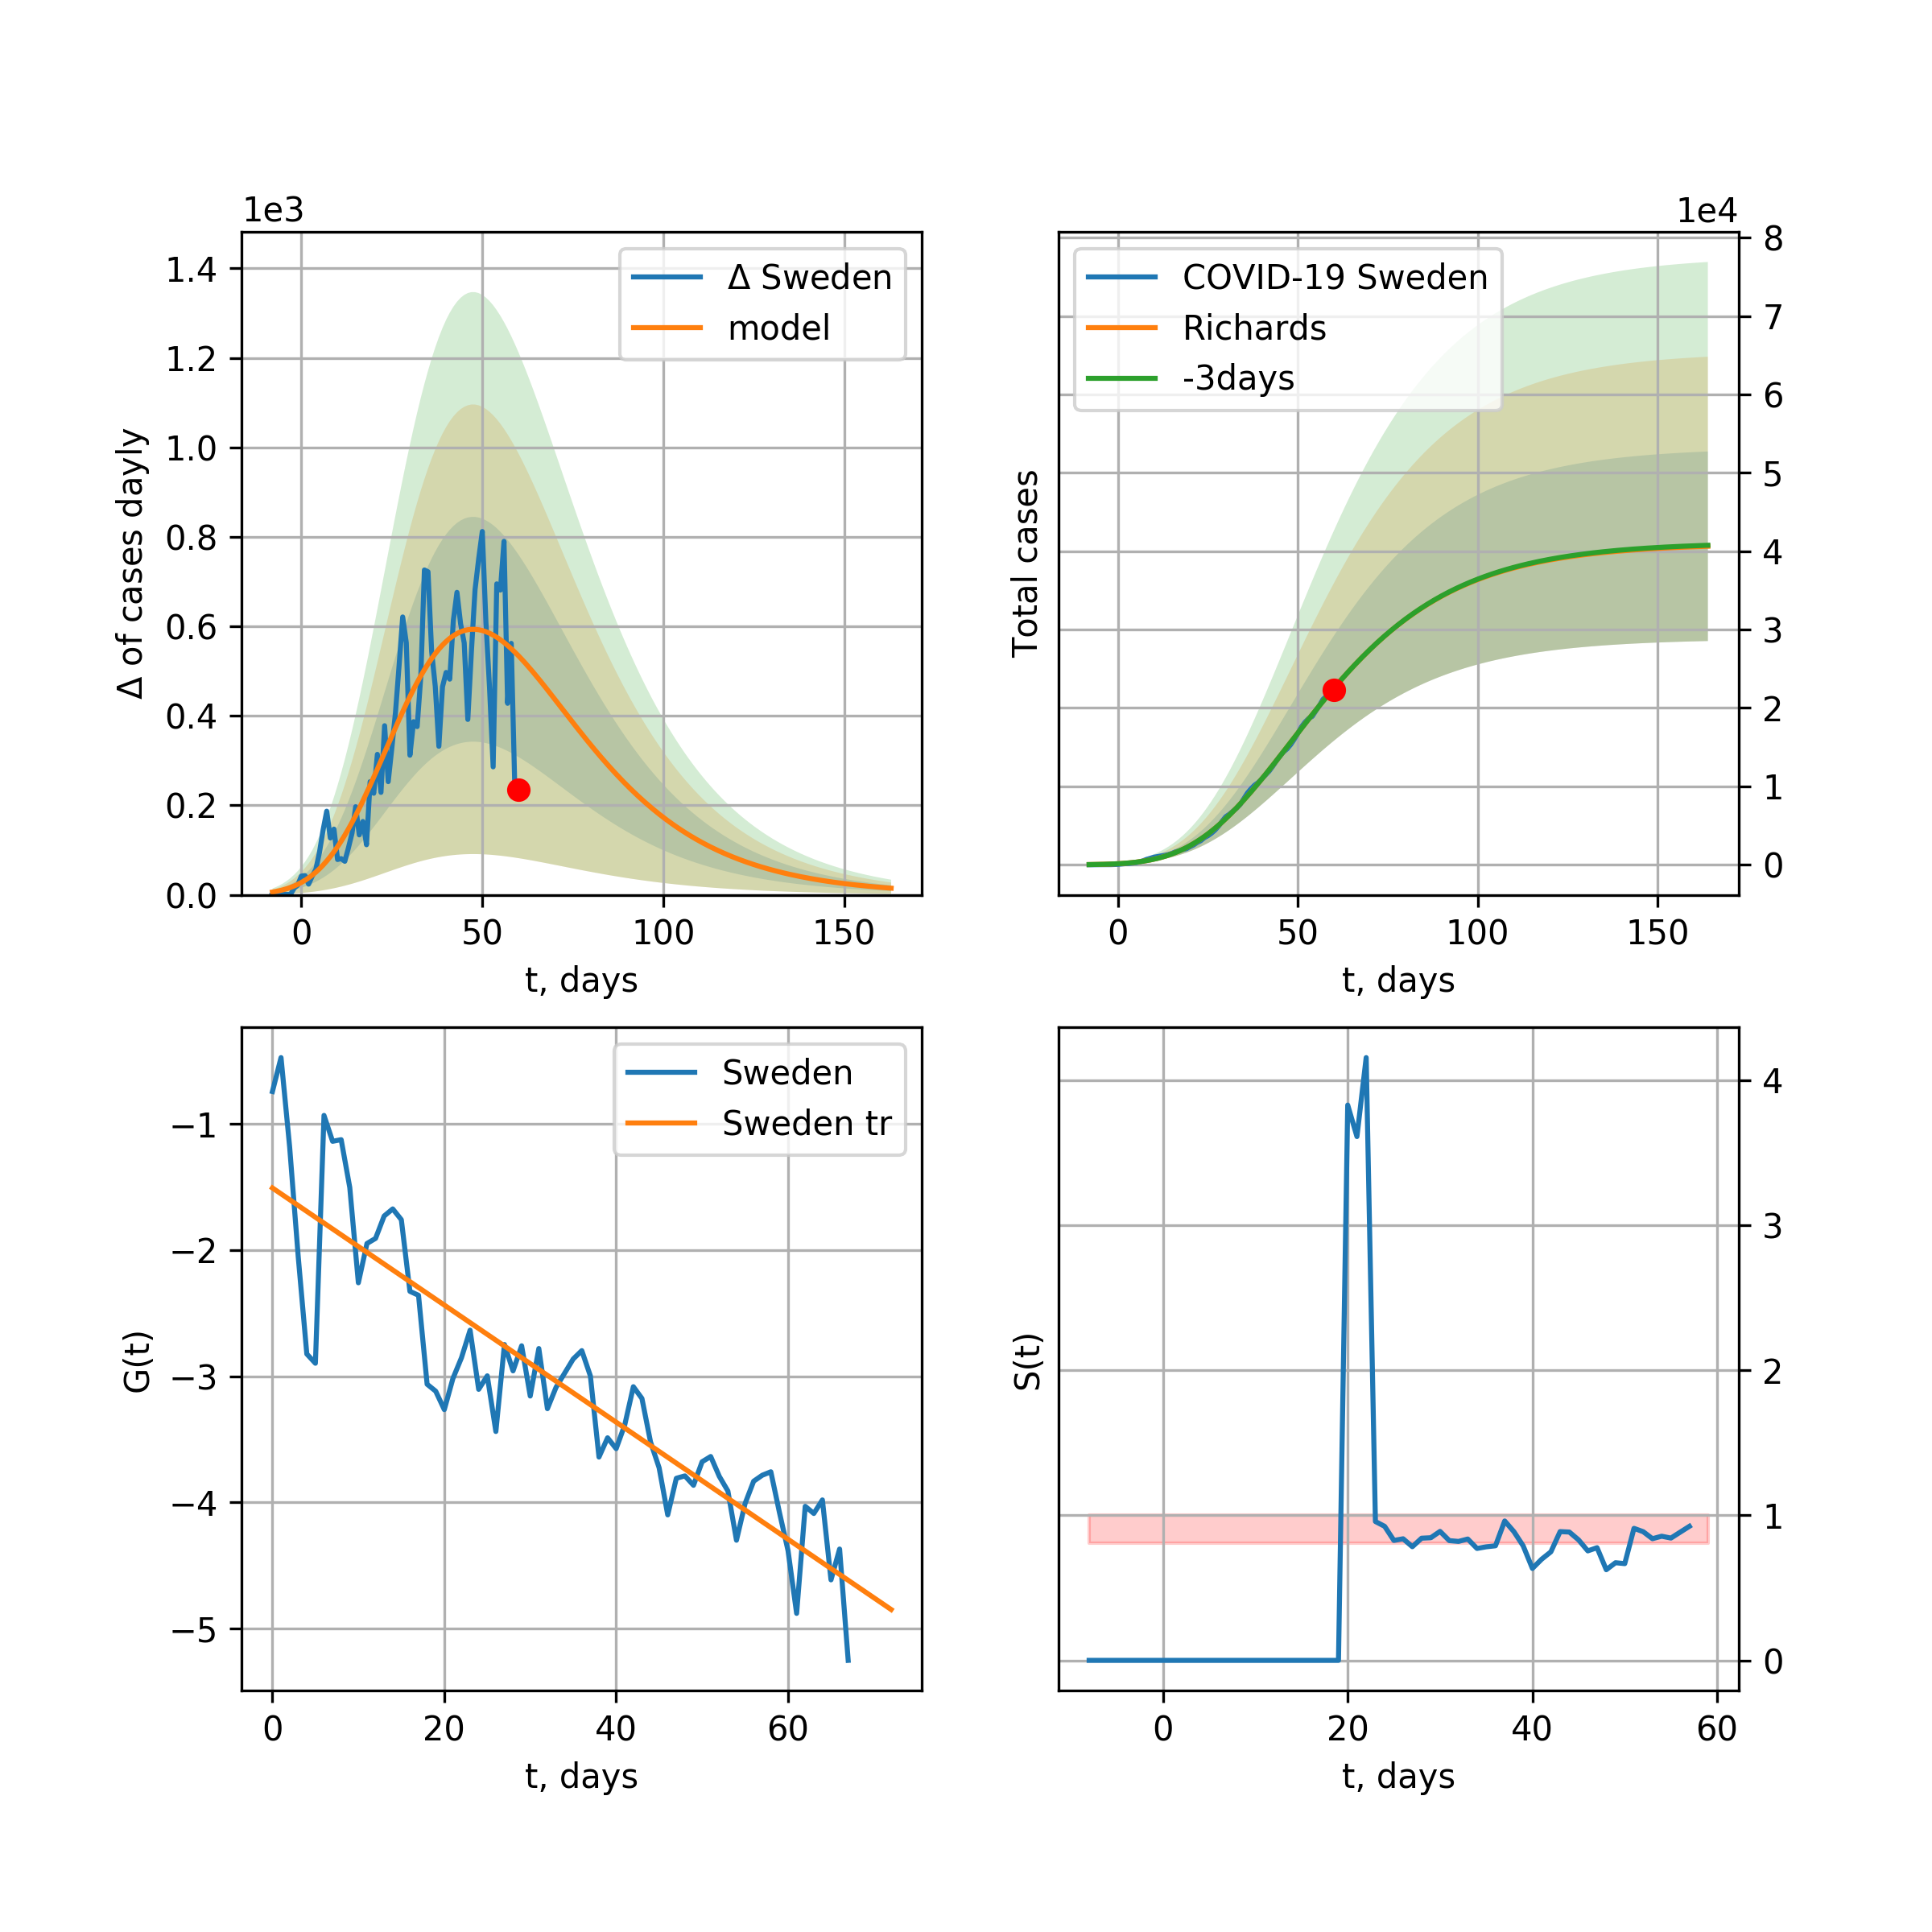 1e3
1.4
1.2
1.0
0.8
0.6
0.4
0.2
0.0
Δ of cases dayly
Δ Sweden
model
0 50 100 150
t, days
1e4
8
7
6
5
4
3
2
1
0
Total cases
COVID-19 Sweden
Richards
-3days
0 50 100 150
t, days
−1
−2
−3
−4
−5
G(t)
Sweden
Sweden tr
0 20 40 60
t, days
4
3
2
1
0
S(t)
0 20 40 60
t, days